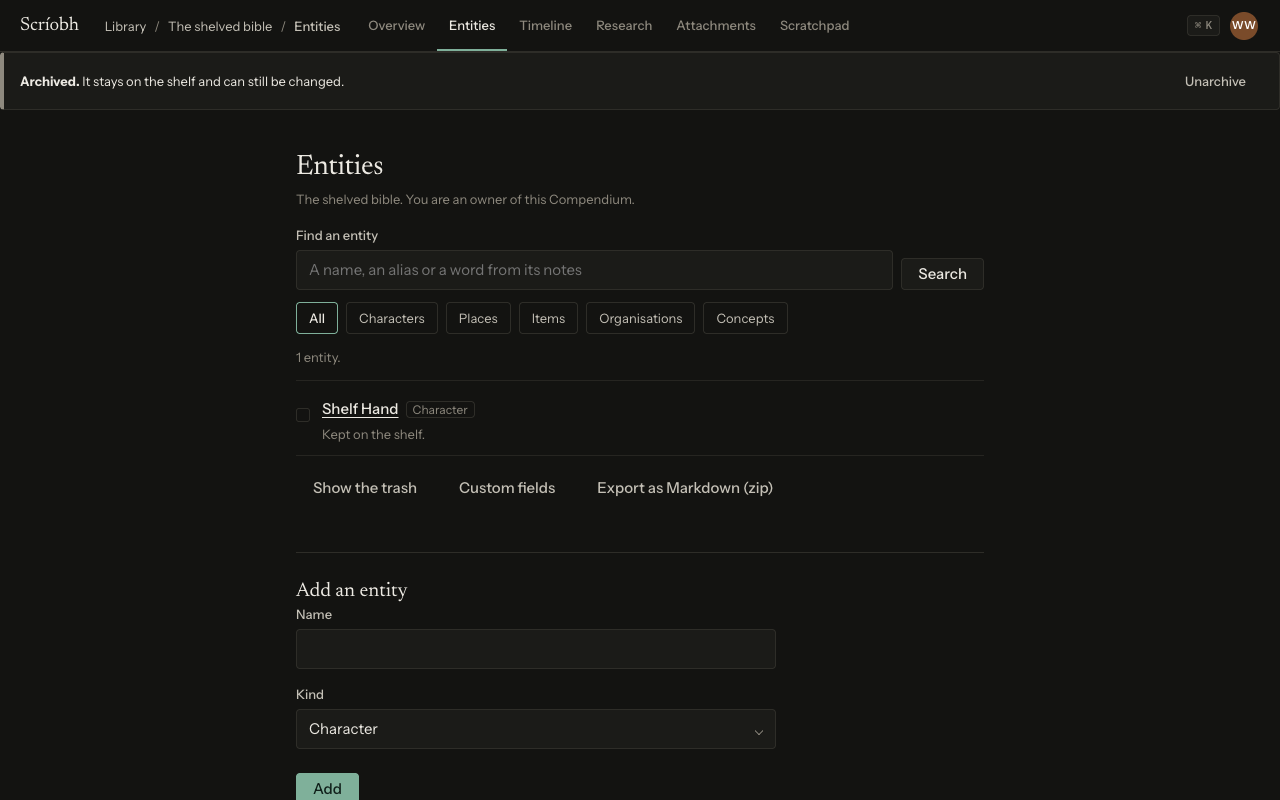 Scríobh Library / The shelved bible / Entities Overview Entities Timeline Research Attachments Scratchpad ⌘ K WW
Archived. It stays on the shelf and can still be changed. Unarchive
Entities
The shelved bible. You are an owner of this Compendium.
Find an entity
A name, an alias or a word from its notes Search
All Characters Places Items Organisations Concepts
1 entity.
Shelf Hand Character
Kept on the shelf.
Show the trash Custom fields Export as Markdown (zip)
Add an entity
Name
Kind
Character
Add